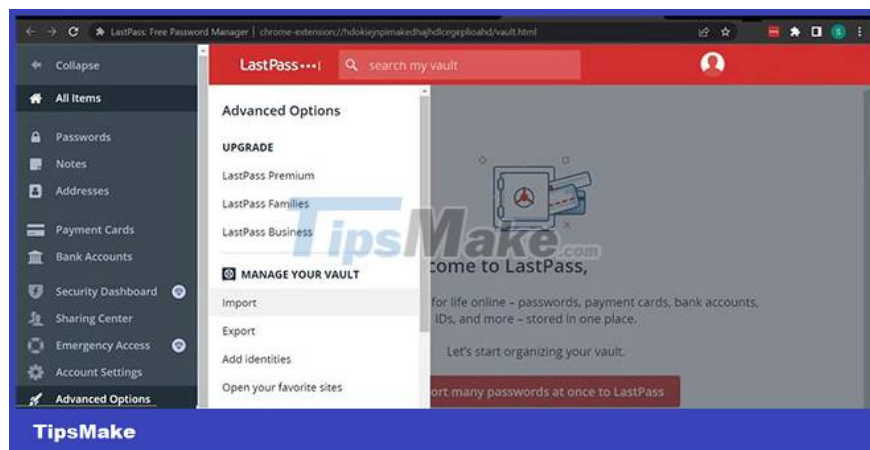 LastPass: Free Password Manager | chrome-extension://hdokiejnpimakedhajhdlcegeplioahd/vault.html
S
Collapse
LastPass
search my vault
All Items
Passwords
Notes
Addresses
Payment Cards
Bank Accounts
Security Dashboard
Sharing Center
Emergency Access
Account Settings
Advanced Options
Advanced Options
UPGRADE
LastPass Premium
LastPass Families
LastPass Business
MANAGE YOUR VAULT
Import
Export
Add identities
Open your favorite sites
TipsMake.com
come to LastPass,
for life online – passwords, payment cards, bank accounts,
IDs, and more – stored in one place.
Let's start organizing your vault.
ort many passwords at once to LastPass
TipsMake